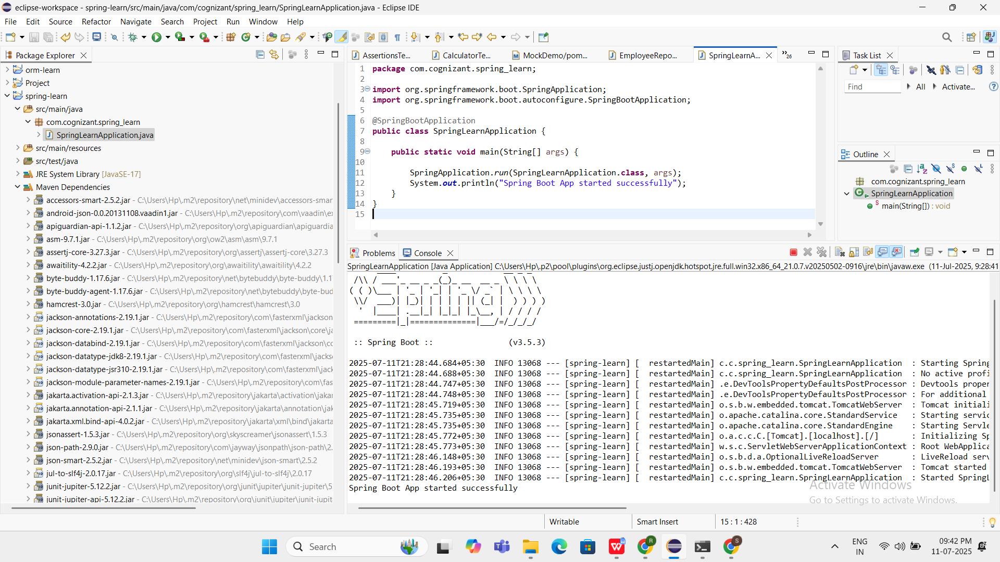 eclipse-workspace - spring-learn/src/main/java/com/cognizant/spring_learn/SpringLearnApplication.java - Eclipse IDE
File Edit Source Refactor Navigate Search Project Run Window Help
Package Explorer
orm-learn
Project
spring-learn
src/main/java
com.cognizant.spring_learn
SpringLearnApplication.java
src/main/resources
src/test/java
JRE System Library [JavaSE-17]
Maven Dependencies
accessors-smart-2.5.2.jar - C:\Users\Hp\.m2\repository\net\minidev\accessors-smar
android-json-0.0.20131108.vaadin1.jar - C:\Users\Hp\.m2\repository\com\vaadin\ex
apiguardian-api-1.1.2.jar - C:\Users\Hp\.m2\repository\org\apiguardian\apiguardia
asm-9.7.1.jar - C:\Users\Hp\.m2\repository\org\ow2\asm\asm\9.7.1
assertj-core-3.27.3.jar - C:\Users\Hp\.m2\repository\org\assertj\assertj-core\3.27.3
awaitility-4.2.2.jar - C:\Users\Hp\.m2\repository\org\awaitility\awaitility\4.2.2
byte-buddy-1.17.6.jar - C:\Users\Hp\.m2\repository\net\bytebuddy\byte-buddy\1.1
byte-buddy-agent-1.17.6.jar - C:\Users\Hp\.m2\repository\net\bytebuddy\byte-bud
hamcrest-3.0.jar - C:\Users\Hp\.m2\repository\org\hamcrest\hamcrest\3.0
jackson-annotations-2.19.1.jar - C:\Users\Hp\.m2\repository\com\fasterxml\jackson
jackson-core-2.19.1.jar - C:\Users\Hp\.m2\repository\com\fasterxml\jackson\core\ja
jackson-databind-2.19.1.jar - C:\Users\Hp\.m2\repository\com\fasterxml\jackson\cc
jackson-datatype-jdk8-2.19.1.jar - C:\Users\Hp\.m2\repository\com\fasterxml\jacks
jackson-datatype-jsr310-2.19.1.jar - C:\Users\Hp\.m2\repository\com\fasterxml\jack
jackson-module-parameter-names-2.19.1.jar - C:\Users\Hp\.m2\repository\com\fas
jakarta.activation-api-2.1.3.jar - C:\Users\Hp\.m2\repository\jakarta\activation\jaka
jakarta.annotation-api-2.1.1.jar - C:\Users\Hp\.m2\repository\jakarta\annotation\jak
jakarta.xml.bind-api-4.0.2.jar - C:\Users\Hp\.m2\repository\jakarta\xml\bind\jakarta
jsonassert-1.5.3.jar - C:\Users\Hp\.m2\repository\org\skyscreamer\jsonassert\1.5.3
json-path-2.9.0.jar - C:\Users\Hp\.m2\repository\com\jayway\jsonpath\json-path\2.
json-smart-2.5.2.jar - C:\Users\Hp\.m2\repository\net\minidev\json-smart\2.5.2
jul-to-slf4j-2.0.17.jar - C:\Users\Hp\.m2\repository\org\slf4j\jul-to-slf4j\2.0.17
junit-jupiter-5.12.2.jar - C:\Users\Hp\.m2\repository\org\junit\jupiter\junit-jupiter\5
junit-jupiter-api-5.12.2.jar - C:\Users\Hp\.m2\repository\org\junit\jupiter\junit-jupit
AssertionsTe... CalculatorTe... MockDemo/pom... EmployeeRepo... SpringLearnA... »26
1 package com.cognizant.spring_learn;
2
3 import org.springframework.boot.SpringApplication;
4 import org.springframework.boot.autoconfigure.SpringBootApplication;
5
6 @SpringBootApplication
7 public class SpringLearnApplication {
8
9 public static void main(String[] args) {
10
11 SpringApplication.run(SpringLearnApplication.class, args);
12 System.out.println("Spring Boot App started successfully");
13 }
14 }
15
Problems Console
SpringLearnApplication [Java Application] C:\Users\Hp\.p2\pool\plugins\org.eclipse.justj.openjdk.hotspot.jre.full.win32.x86_64_21.0.7.v20250502-0916\jre\bin\javaw.exe (11-Jul-2025, 9:28:41
Spring
:: Spring Boot :: (v3.5.3)
2025-07-11T21:28:44.684+05:30 INFO 13068 --- [spring-learn] [ restartedMain] c.c.spring_learn.SpringLearnApplication : Starting Spring
2025-07-11T21:28:44.688+05:30 INFO 13068 --- [spring-learn] [ restartedMain] c.c.spring_learn.SpringLearnApplication : No active profi
2025-07-11T21:28:44.747+05:30 INFO 13068 --- [spring-learn] [ restartedMain] .e.DevToolsPropertyDefaultsPostProcessor : Devtools proper
2025-07-11T21:28:44.748+05:30 INFO 13068 --- [spring-learn] [ restartedMain] .e.DevToolsPropertyDefaultsPostProcessor : For additional
2025-07-11T21:28:45.719+05:30 INFO 13068 --- [spring-learn] [ restartedMain] o.s.b.w.embedded.tomcat.TomcatWebServer : Tomcat initiali
2025-07-11T21:28:45.735+05:30 INFO 13068 --- [spring-learn] [ restartedMain] o.apache.catalina.core.StandardService : Starting servic
2025-07-11T21:28:45.735+05:30 INFO 13068 --- [spring-learn] [ restartedMain] o.apache.catalina.core.StandardEngine : Starting Servle
2025-07-11T21:28:45.772+05:30 INFO 13068 --- [spring-learn] [ restartedMain] o.a.c.c.C.[Tomcat].[localhost].[/] : Initializing Sp
2025-07-11T21:28:45.773+05:30 INFO 13068 --- [spring-learn] [ restartedMain] w.s.c.ServletWebServerApplicationContext : Root WebApplica
2025-07-11T21:28:46.148+05:30 INFO 13068 --- [spring-learn] [ restartedMain] o.s.b.d.a.OptionalLiveReloadServer : LiveReload serv
2025-07-11T21:28:46.193+05:30 INFO 13068 --- [spring-learn] [ restartedMain] o.s.b.w.embedded.tomcat.TomcatWebServer : Tomcat started
2025-07-11T21:28:46.206+05:30 INFO 13068 --- [spring-learn] [ restartedMain] c.c.spring_learn.SpringLearnApplication : Started SpringL
Spring Boot App started successfully
Task List
Find All Activate...
Outline
com.cognizant.spring_learn
SpringLearnApplication
main(String[]) : void
Activate Windows
Go to Settings to activate Windows.
Writable Smart Insert 15 : 1 : 428
Search
ENG
IN
09:42 PM
11-07-2025